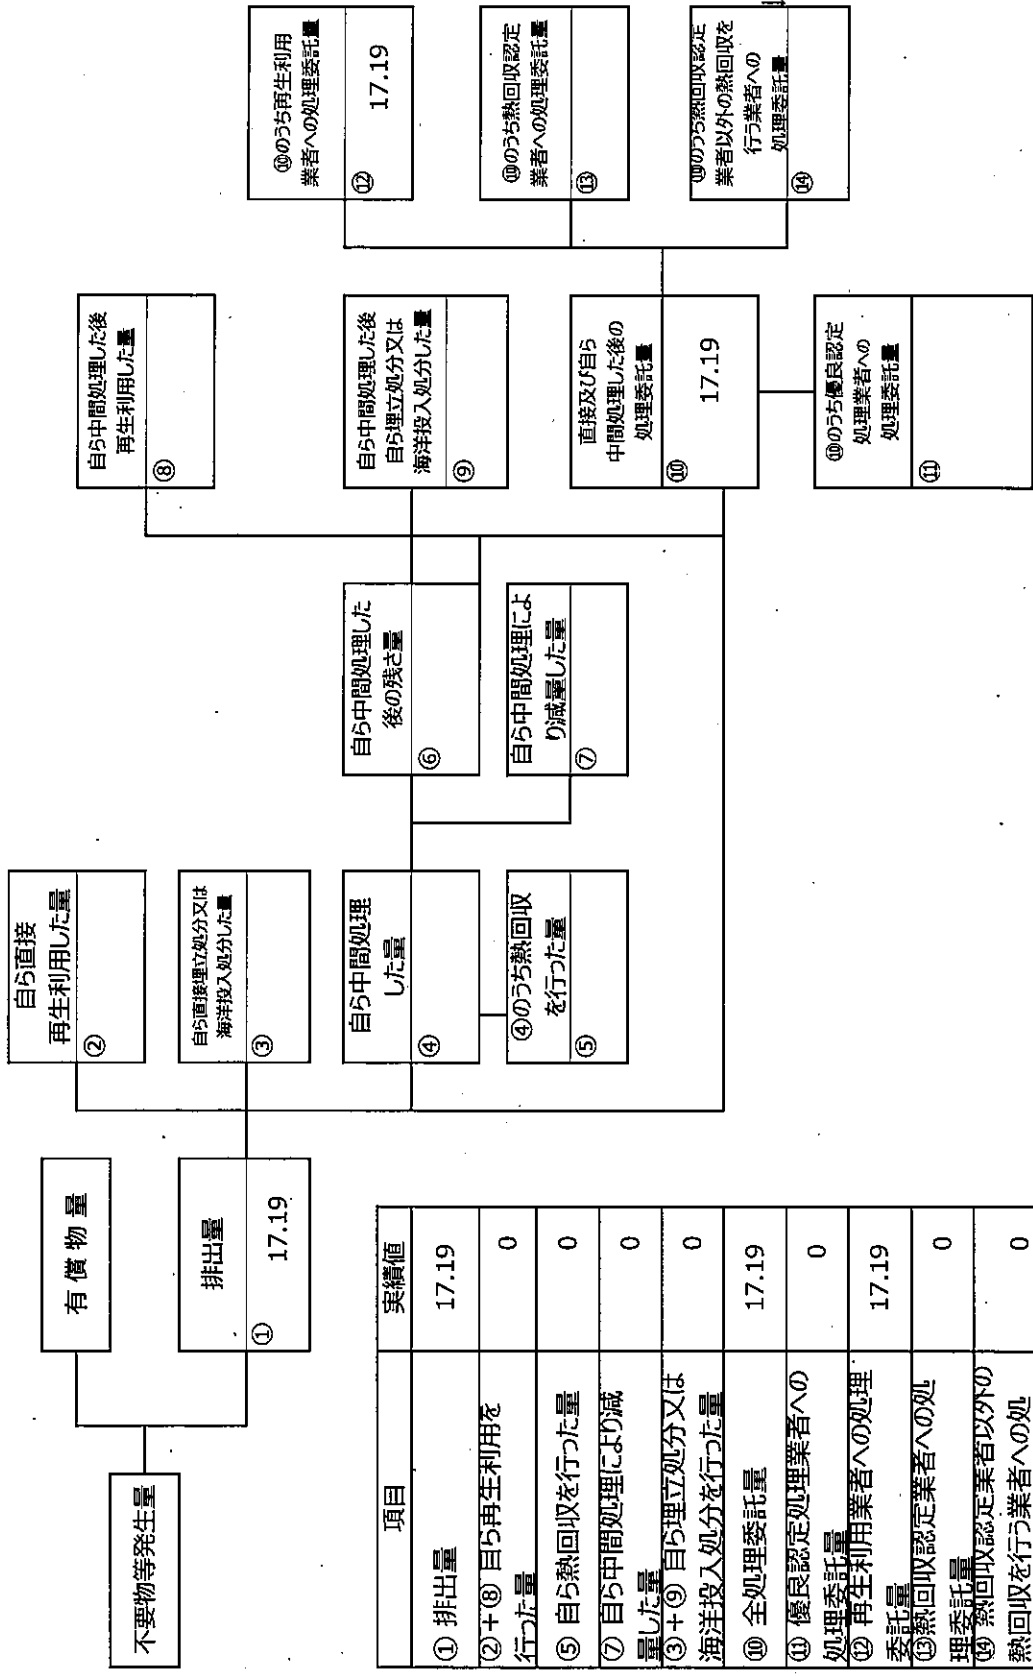 不要物等発生量
有償物量
排出量
①
17.19
自ら直接
再生利用した量
②
自ら直接埋立処分又は
海洋投入処分した量
③
自ら中間処理
した量
④
④のうち熱回収
を行った量
⑤
自ら中間処理した
後の残さ量
⑥
自ら中間処理によ
り減量した量
⑦
自ら中間処理した後
再生利用した量
⑧
自ら中間処理した後
自ら埋立処分又は
海洋投入処分した量
⑨
直接及び自ら
中間処理した後の
処理委託量
⑩
17.19
⑩のうち優良認定
処理業者への
処理委託量
⑪
⑩のうち再生利用
業者への処理委託量
⑫
17.19
⑩のうち熱回収認定
業者への処理委託量
⑬
⑩のうち熱回収認定
業者以外の熱回収を
行う業者への
処理委託量
⑭
項目 実績値
① 排出量 17.19
②+⑧ 自ら再生利用を
行った量 0
⑤ 自ら熱回収を行った量 0
⑦ 自ら中間処理により減
量した量 0
③+⑨ 自ら埋立処分又は
海洋投入処分を行った量 0
⑩ 全処理委託量 17.19
⑪ 優良認定処理業者への
処理委託量 0
⑫ 再生利用業者への処理
委託量 17.19
⑬熱回収認定業者への処
理委託量 0
⑭ 熱回収認定業者以外の
熱回収を行う業者への処 0